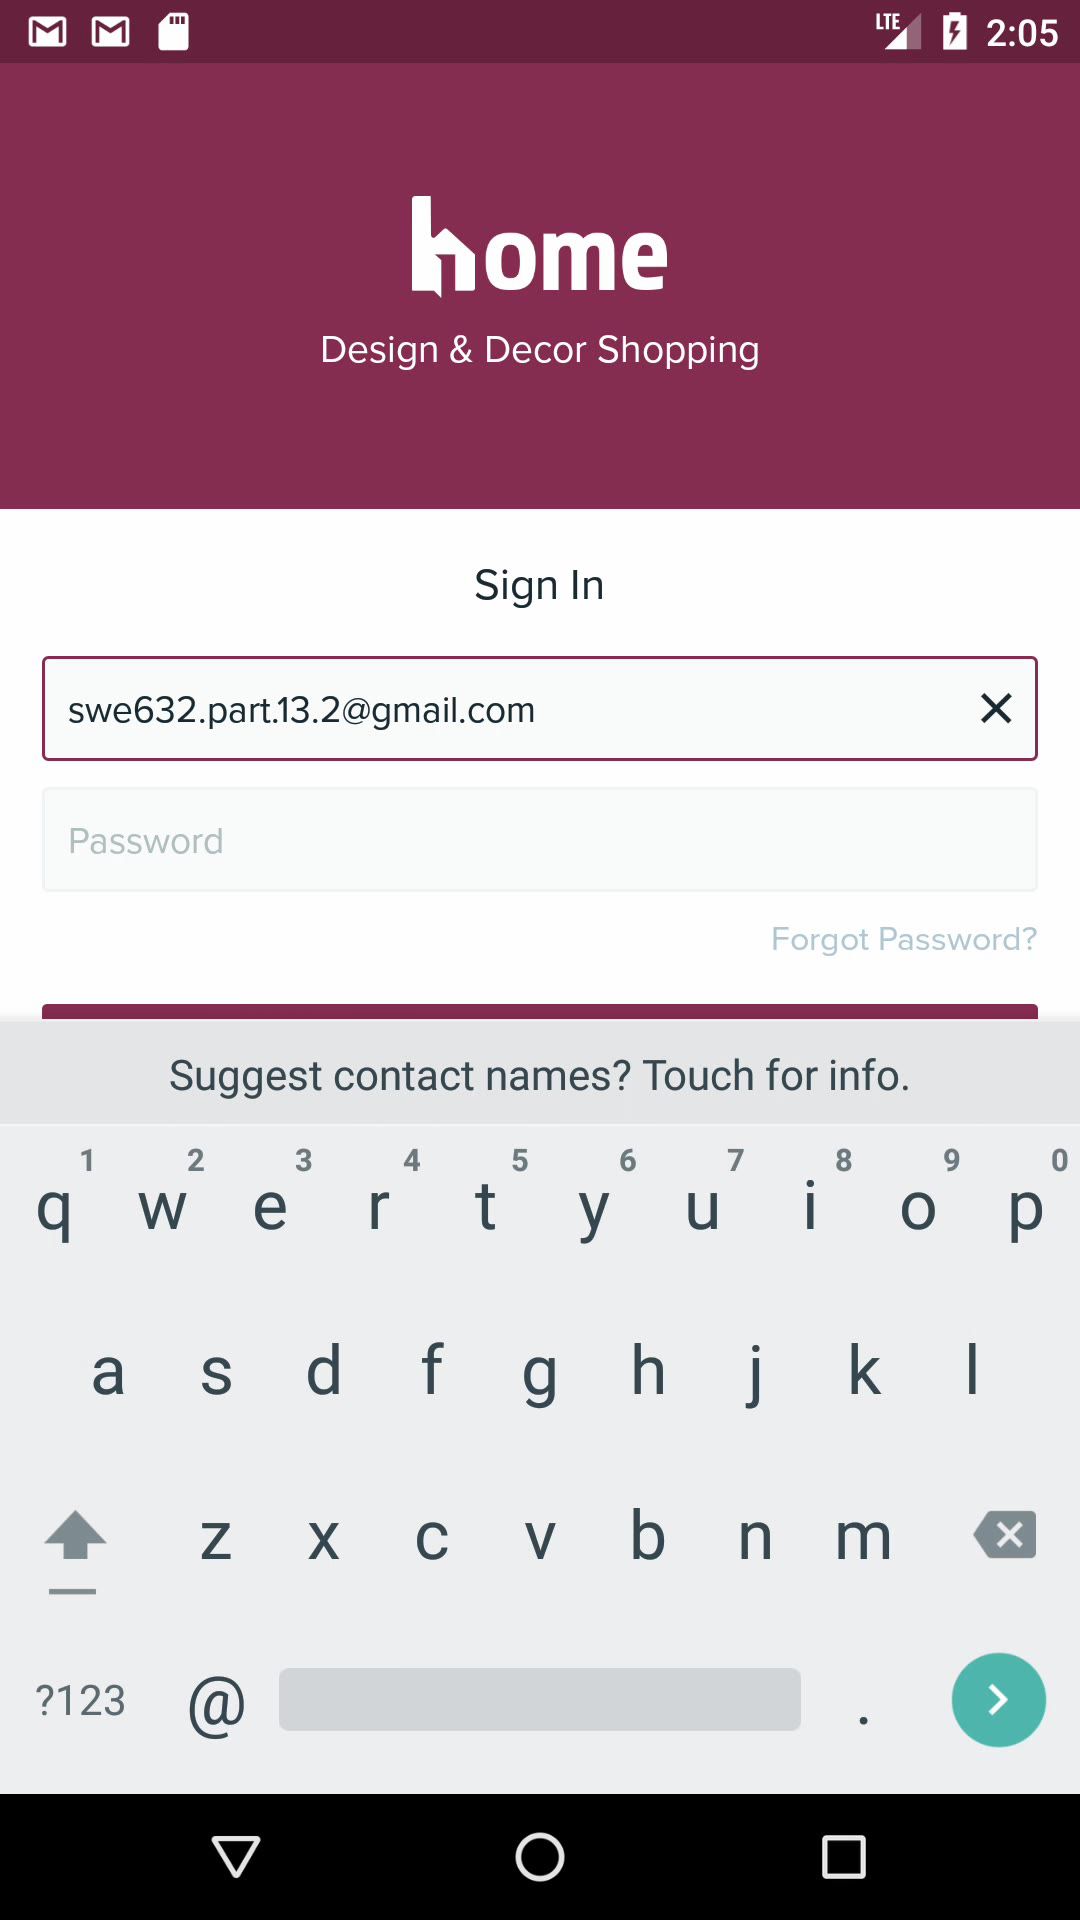 LTE 2:05
home
Design & Decor Shopping
Sign In
swe632.part.13.2@gmail.com
Password
Forgot Password?
Suggest contact names? Touch for info.
1 2 3 4 5 6 7 8 9 0
q w e r t y u i o p
a s d f g h j k l
z x c v b n m
?123 @ .